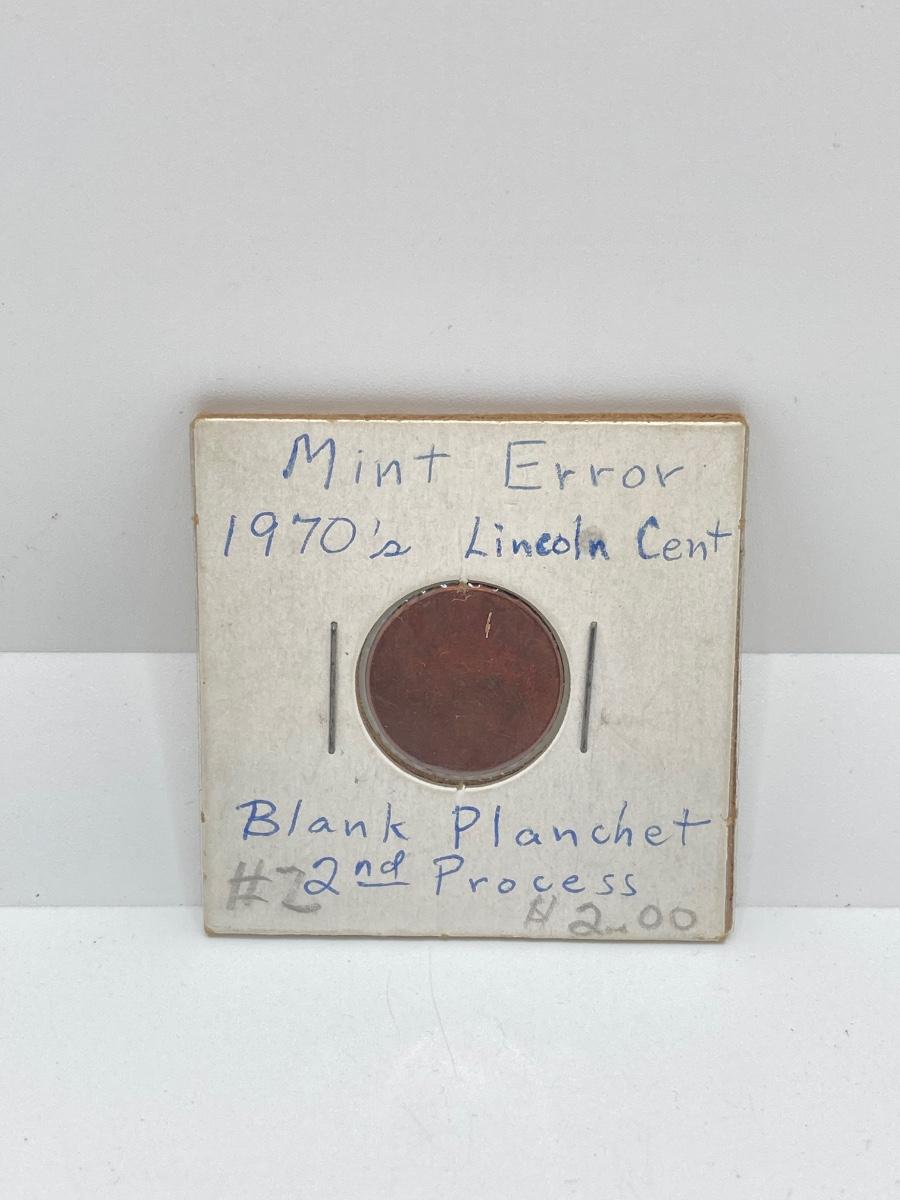 Mint Error
1970's Lincoln Cent
Blank Planchet
2nd Process
#2
2.00